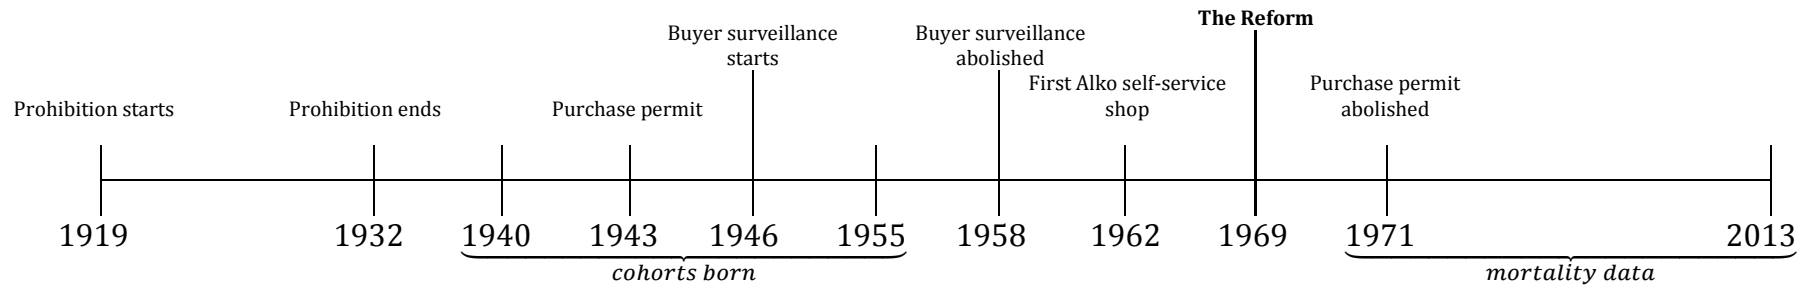 The Reform
Buyer surveillance
starts
Buyer surveillance
abolished
First Alko self-service
shop
Purchase permit
abolished
Prohibition starts
Prohibition ends
Purchase permit
1919
1932
1940
1943
1946
1955
1958
1962
1969
1971
2013
cohorts born
mortality data